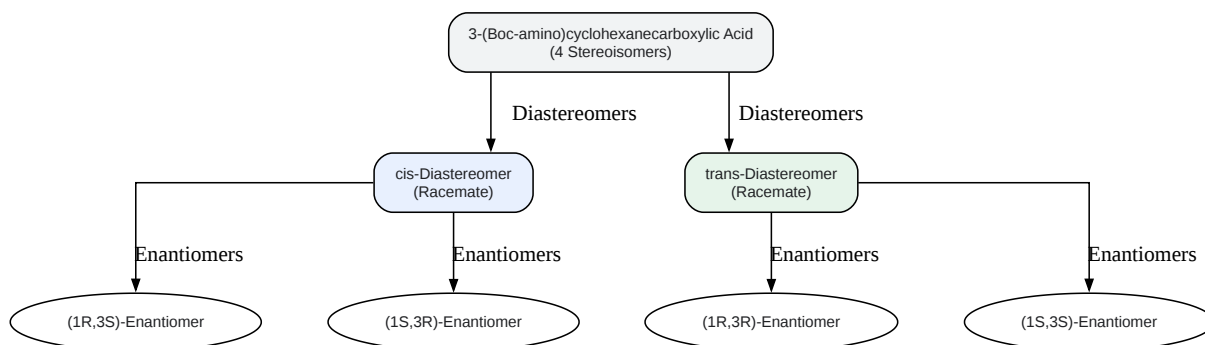 3-(Boc-amino)cyclohexanecarboxylic Acid
(4 Stereoisomers)
Diastereomers
Diastereomers
cis-Diastereomer
(Racemate)
trans-Diastereomer
(Racemate)
Enantiomers
Enantiomers
Enantiomers
Enantiomers
(1R,3S)-Enantiomer
(1S,3R)-Enantiomer
(1R,3R)-Enantiomer
(1S,3S)-Enantiomer